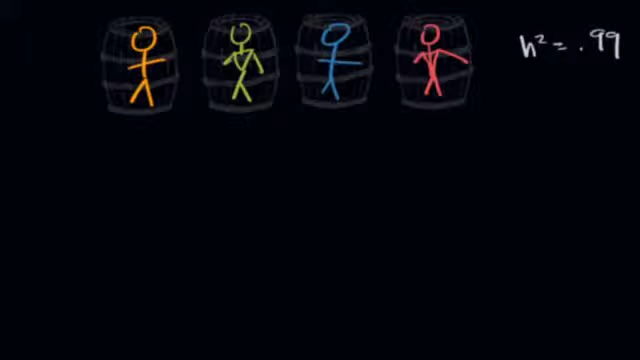 h² = .99